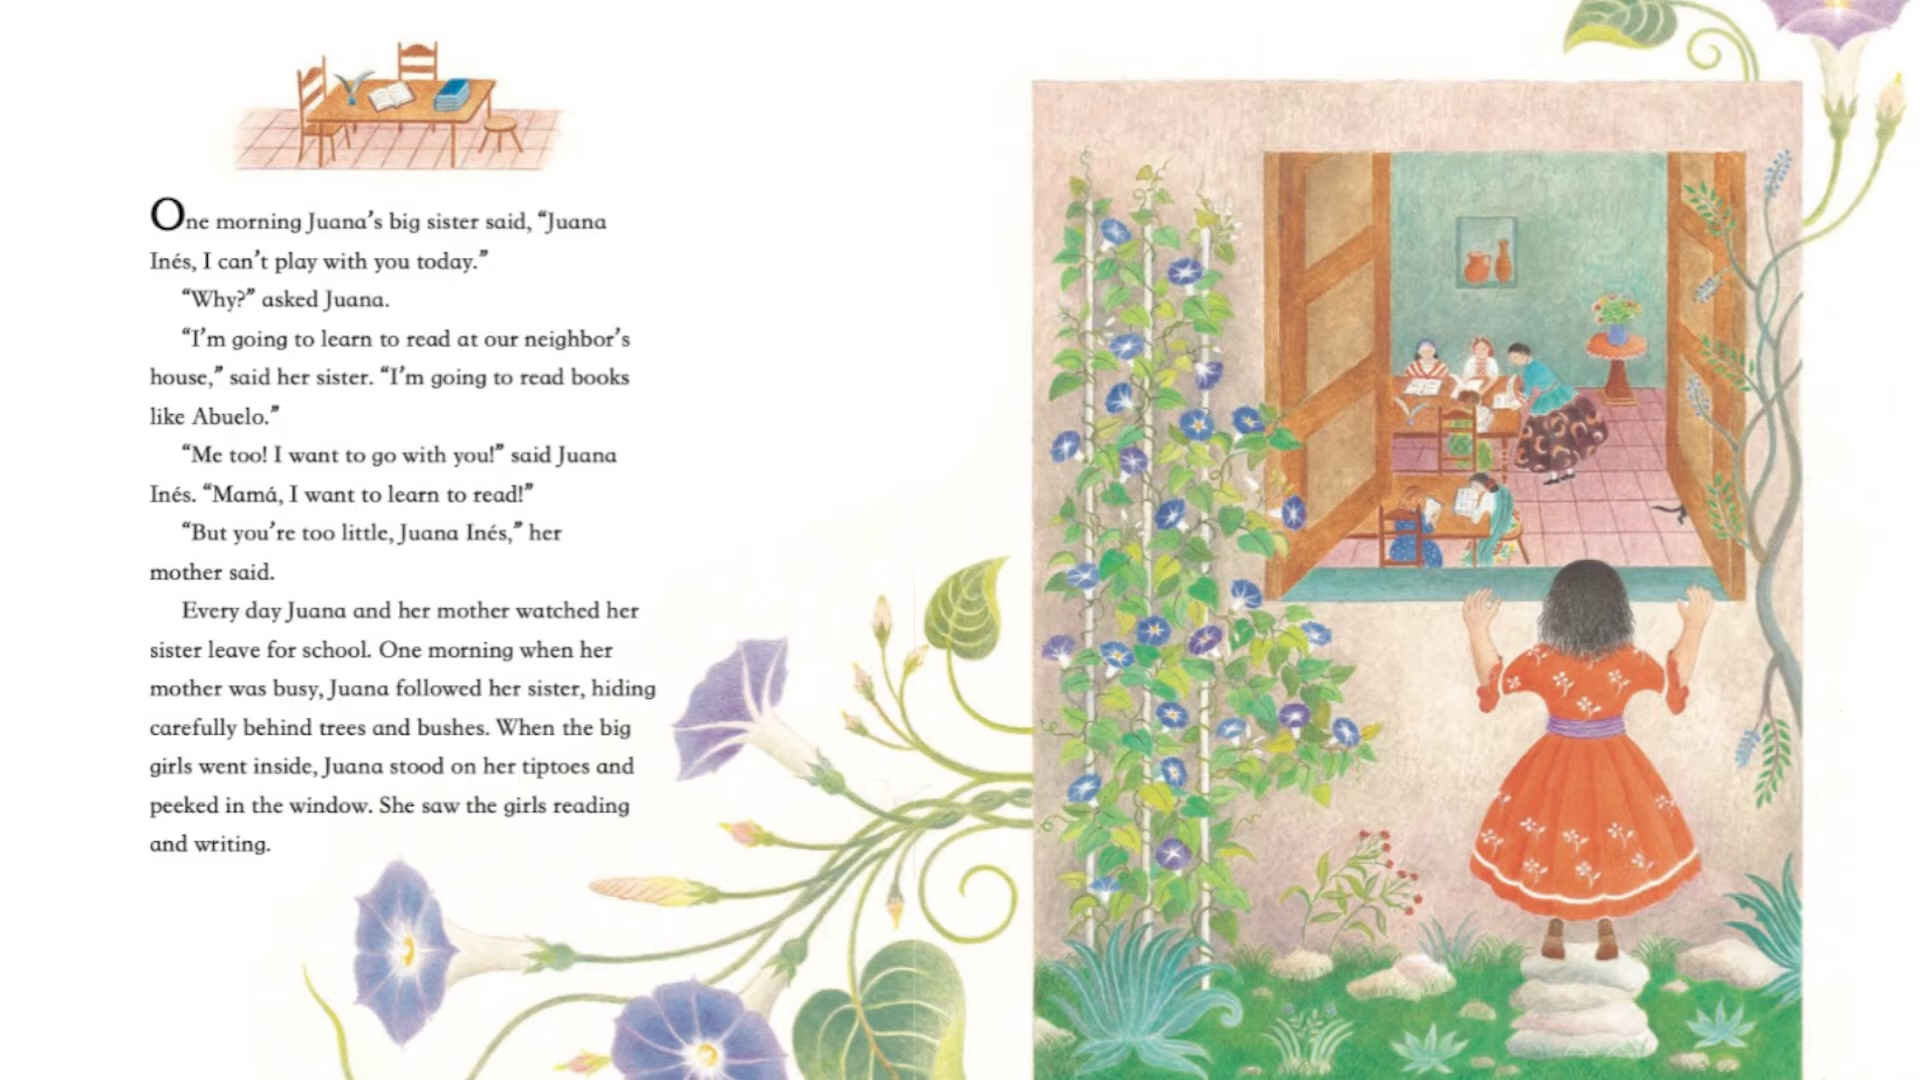 One morning Juana's big sister said, “Juana
Inés, I can't play with you today.”
“Why?” asked Juana.
“I'm going to learn to read at our neighbor's
house,” said her sister. “I'm going to read books
like Abuelo.”
“Me too! I want to go with you!” said Juana
Inés. “Mamá, I want to learn to read!”
“But you're too little, Juana Inés,” her
mother said.
Every day Juana and her mother watched her
sister leave for school. One morning when her
mother was busy, Juana followed her sister, hiding
carefully behind trees and bushes. When the big
girls went inside, Juana stood on her tiptoes and
peeked in the window. She saw the girls reading
and writing.